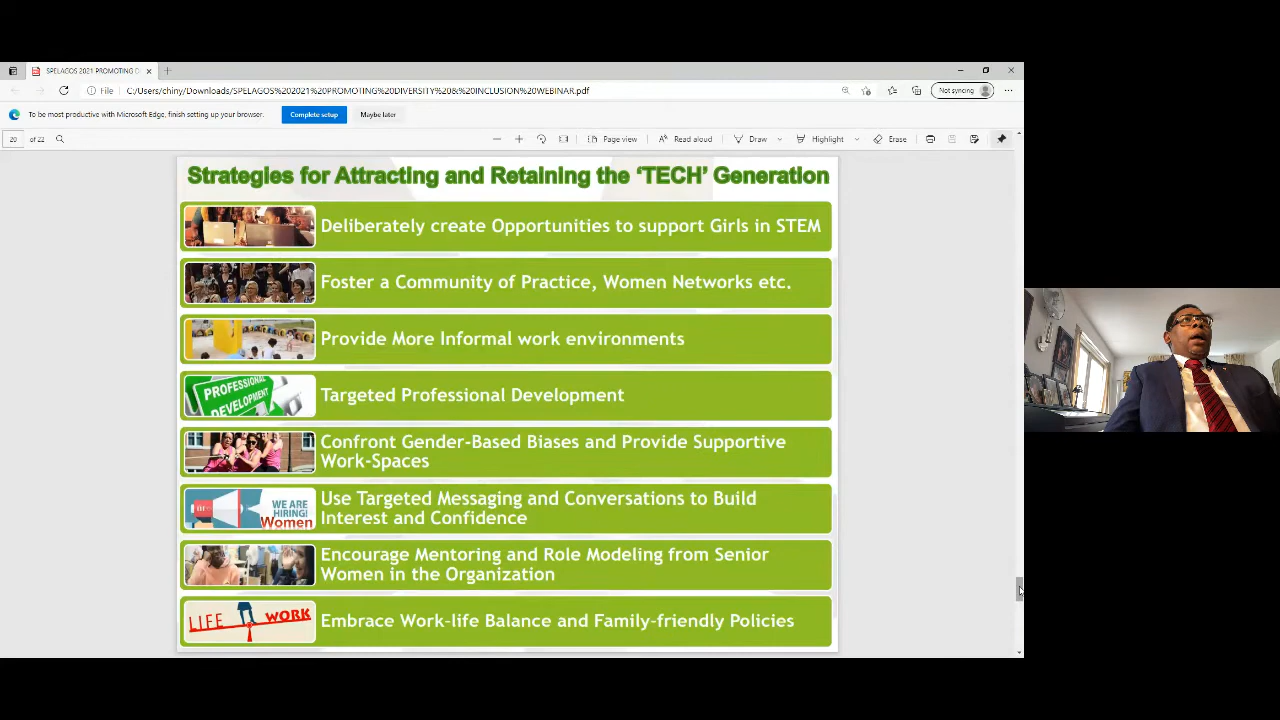 SPELAGOS 2021 PROMOTING D
File
C:/Users/chiny/Downloads/SPELAGOS%202021%20PROMOTING%20DIVERSITY%20&%20INCLUSION%20WEBINAR.pdf
Not syncing
To be most productive with Microsoft Edge, finish setting up your browser.
Complete setup
Maybe later
20 of 22
Page view
Read aloud
Draw
Highlight
Erase
Strategies for Attracting and Retaining the ‘TECH’ Generation
Deliberately create Opportunities to support Girls in STEM
Foster a Community of Practice, Women Networks etc.
Provide More Informal work environments
PROFESSIONAL
DEVELOPMENT
Targeted Professional Development
Confront Gender-Based Biases and Provide Supportive
Work-Spaces
WE ARE
HIRING!
Women
Use Targeted Messaging and Conversations to Build
Interest and Confidence
Encourage Mentoring and Role Modeling from Senior
Women in the Organization
LIFE WORK
Embrace Work-life Balance and Family-friendly Policies